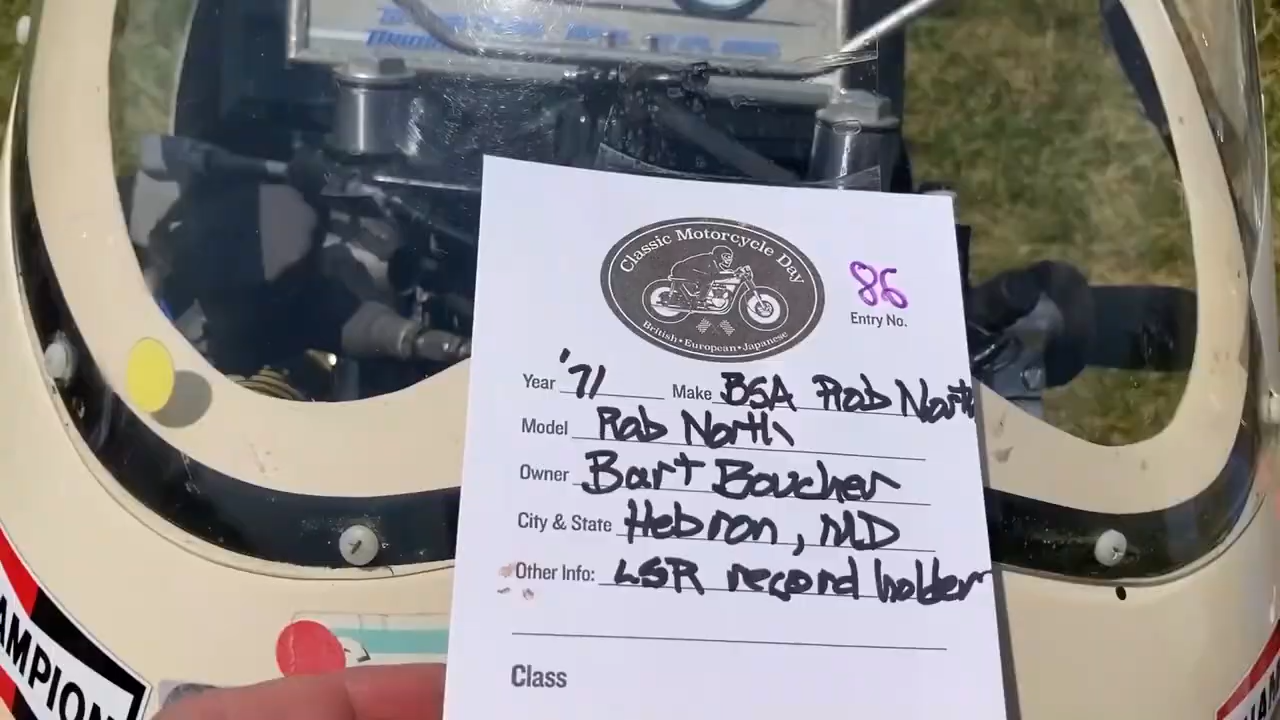 Classic Motorcycle Day
British • European • Japanese
86
Entry No.
Year '71 Make BSA Rob North
Model Rob North
Owner Bart Boucher
City & State Hebron, MD
Other Info: LSR record holder
Class
AMPION